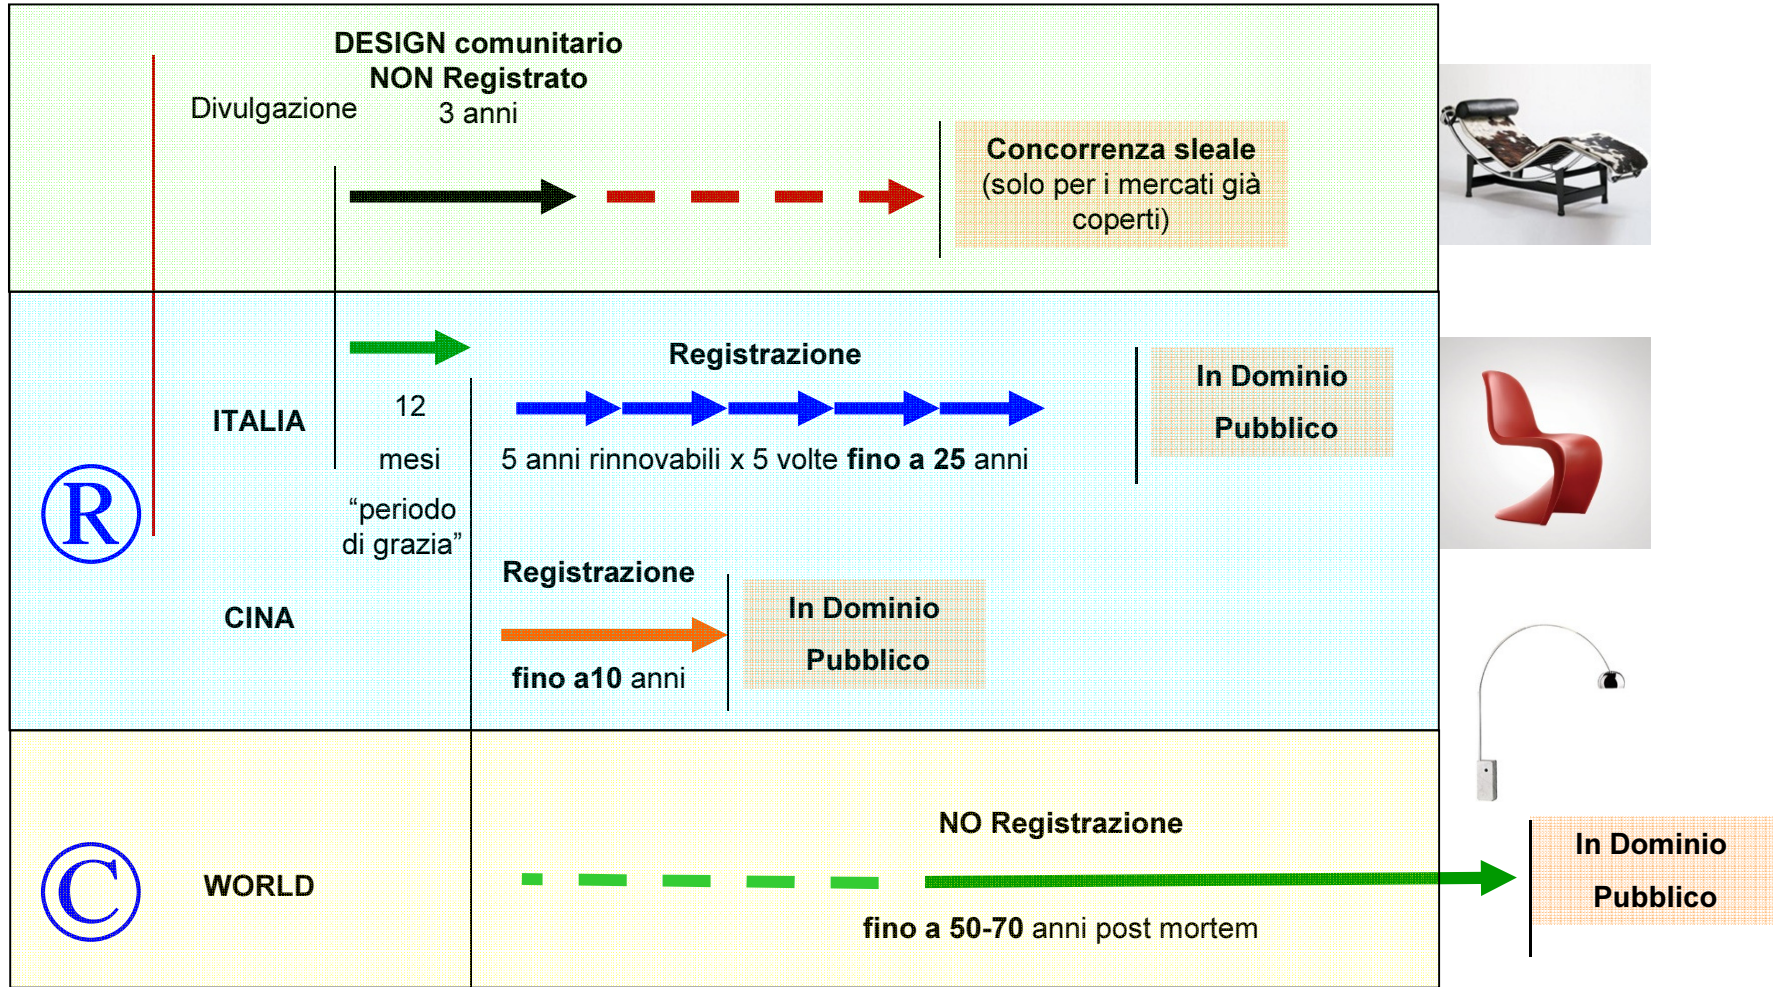 DESIGN comunitario
NON Registrato
Divulgazione
3 anni
Concorrenza sleale
(solo per i mercati già
coperti)
Registrazione
In Dominio
Pubblico
ITALIA
12
mesi
5 anni rinnovabili x 5 volte fino a 25 anni
®
“periodo
di grazia”
Registrazione
CINA
In Dominio
Pubblico
fino a10 anni
NO Registrazione
In Dominio
Pubblico
©
WORLD
fino a 50-70 anni post mortem